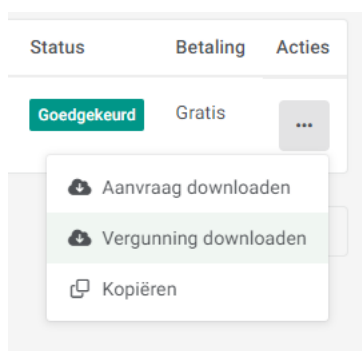 Status Betaling Acties
Goedgekeurd Gratis ...
Aanvraag downloaden
Vergunning downloaden
Kopiëren